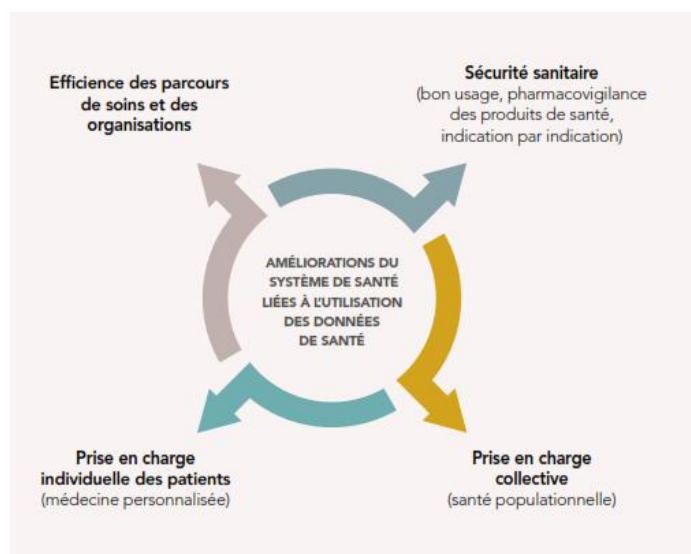 Efficience des parcours
de soins et des
organisations
Sécurité sanitaire
(bon usage, pharmacovigilance
des produits de santé,
indication par indication)
AMÉLIORATIONS DU
SYSTÈME DE SANTÉ
LIÉES À L'UTILISATION
DES DONNÉES
DE SANTÉ
Prise en charge
individuelle des patients
(médecine personnalisée)
Prise en charge
collective
(santé populationnelle)